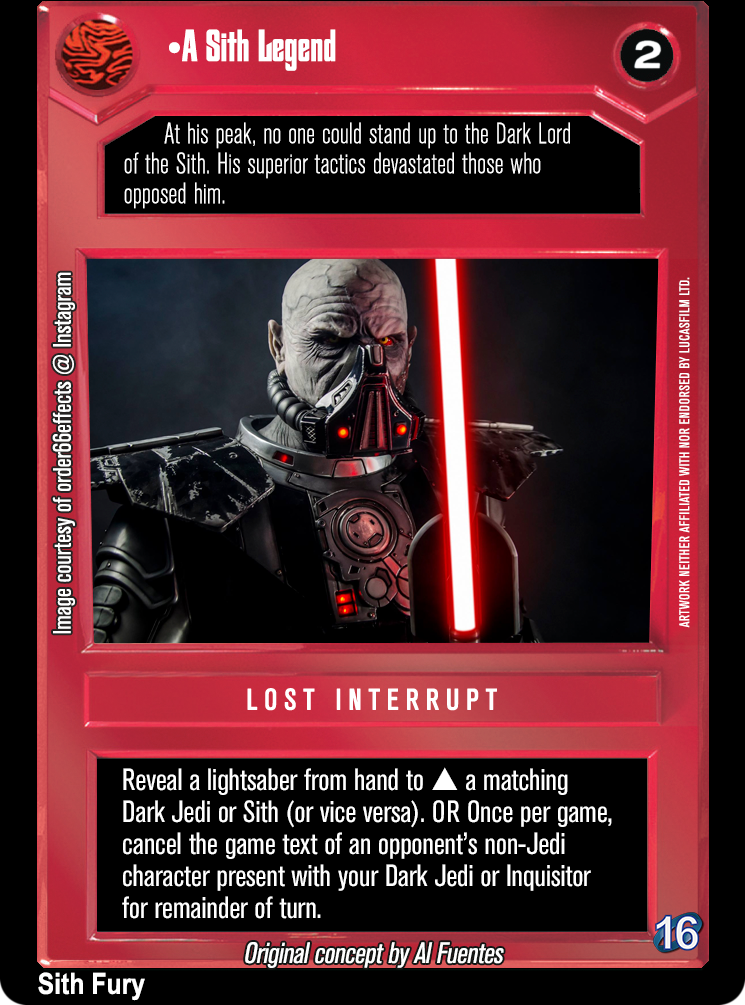 •A Sith Legend
2
At his peak, no one could stand up to the Dark Lord
of the Sith. His superior tactics devastated those who
opposed him.
Image courtesy of order66effects @ Instagram
ARTWORK NEITHER AFFILIATED WITH NOR ENDORSED BY LUCASFILM LTD.
LOST INTERRUPT
Reveal a lightsaber from hand to ▲ a matching
Dark Jedi or Sith (or vice versa). OR Once per game,
cancel the game text of an opponent's non-Jedi
character present with your Dark Jedi or Inquisitor
for remainder of turn.
16
Original concept by Al Fuentes
Sith Fury